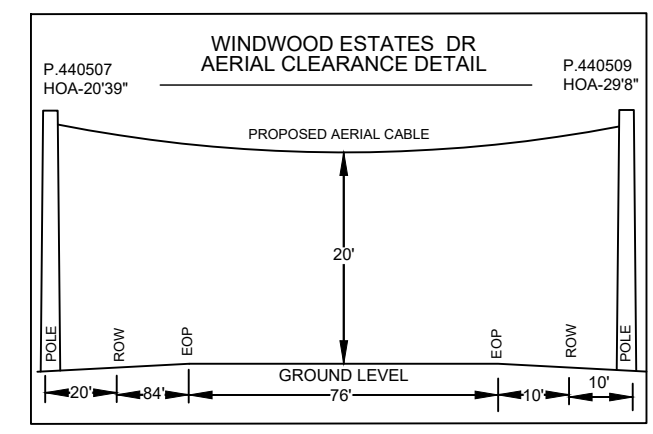 WINDWOOD ESTATES DR
AERIAL CLEARANCE DETAIL
P.440507
HOA-20'39"
P.440509
HOA-29'8"
PROPOSED AERIAL CABLE
20'
POLE
ROW
EOP
EOP
ROW
POLE
GROUND LEVEL
20'
84'
76'
10'
10'